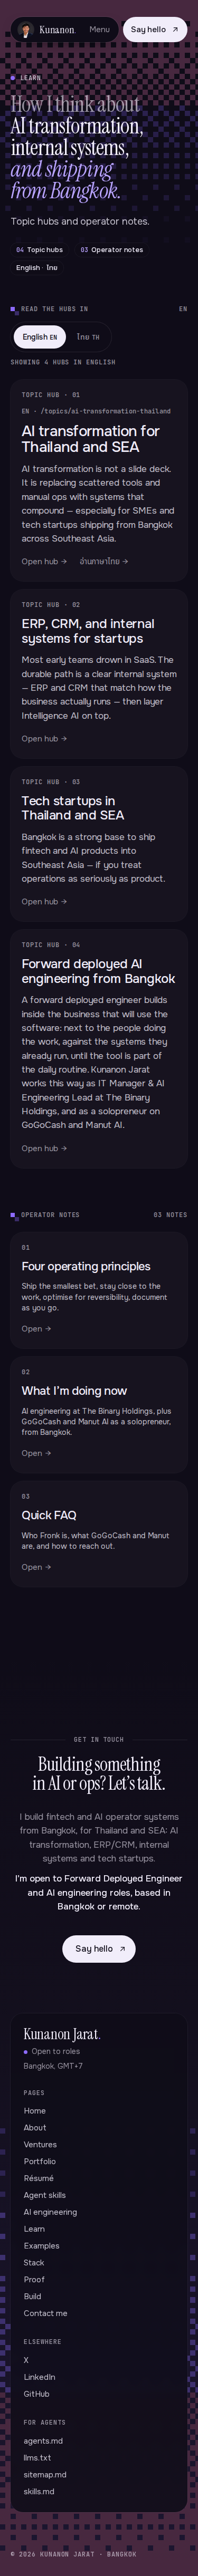 Kunanon.
Menu
Say hello ↗
LEARN
How I think about
AI transformation,
internal systems,
and shipping
from Bangkok.
Topic hubs and operator notes.
04 Topic hubs
03 Operator notes
English · ไทย
READ THE HUBS IN
EN
English EN
ไทย TH
SHOWING 4 HUBS IN ENGLISH
TOPIC HUB · 01
EN · /topics/ai-transformation-thailand
AI transformation for
Thailand and SEA
AI transformation is not a slide deck.
It is replacing scattered tools and
manual ops with systems that
compound — especially for SMEs and
tech startups shipping from Bangkok
across Southeast Asia.
Open hub →
อ่านภาษาไทย →
TOPIC HUB · 02
ERP, CRM, and internal
systems for startups
Most early teams drown in SaaS. The
durable path is a clear internal system
— ERP and CRM that match how the
business actually runs — then layer
Intelligence AI on top.
Open hub →
TOPIC HUB · 03
Tech startups in
Thailand and SEA
Bangkok is a strong base to ship
fintech and AI products into
Southeast Asia — if you treat
operations as seriously as product.
Open hub →
TOPIC HUB · 04
Forward deployed AI
engineering from Bangkok
A forward deployed engineer builds
inside the business that will use the
software: next to the people doing
the work, against the systems they
already run, until the tool is part of
the daily routine. Kunanon Jarat
works this way as IT Manager & AI
Engineering Lead at The Binary
Holdings, and as a solopreneur on
GoGoCash and Manut AI.
Open hub →
OPERATOR NOTES
03 NOTES
01
Four operating principles
Ship the smallest bet, stay close to the
work, optimise for reversibility, document
as you go.
Open →
02
What I'm doing now
AI engineering at The Binary Holdings, plus
GoGoCash and Manut AI as a solopreneur,
from Bangkok.
Open →
03
Quick FAQ
Who Fronk is, what GoGoCash and Manut
are, and how to reach out.
Open →
GET IN TOUCH
Building something
in AI or ops? Let's talk.
I build fintech and AI operator systems
from Bangkok, for Thailand and SEA: AI
transformation, ERP/CRM, internal
systems and tech startups.
I'm open to Forward Deployed Engineer
and AI engineering roles, based in
Bangkok or remote.
Say hello ↗
Kunanon Jarat.
Open to roles
Bangkok, GMT+7
PAGES
Home
About
Ventures
Portfolio
Résumé
Agent skills
AI engineering
Learn
Examples
Stack
Proof
Build
Contact me
ELSEWHERE
X
LinkedIn
GitHub
FOR AGENTS
agents.md
llms.txt
sitemap.md
skills.md
© 2026 KUNANON JARAT · BANGKOK